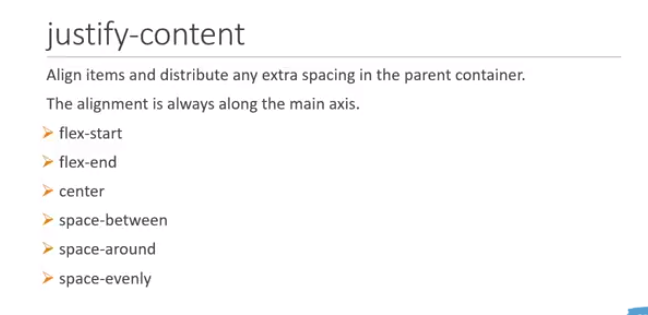 justify-content
Align items and distribute any extra spacing in the parent container.
The alignment is always along the main axis.
flex-start
flex-end
center
space-between
space-around
space-evenly